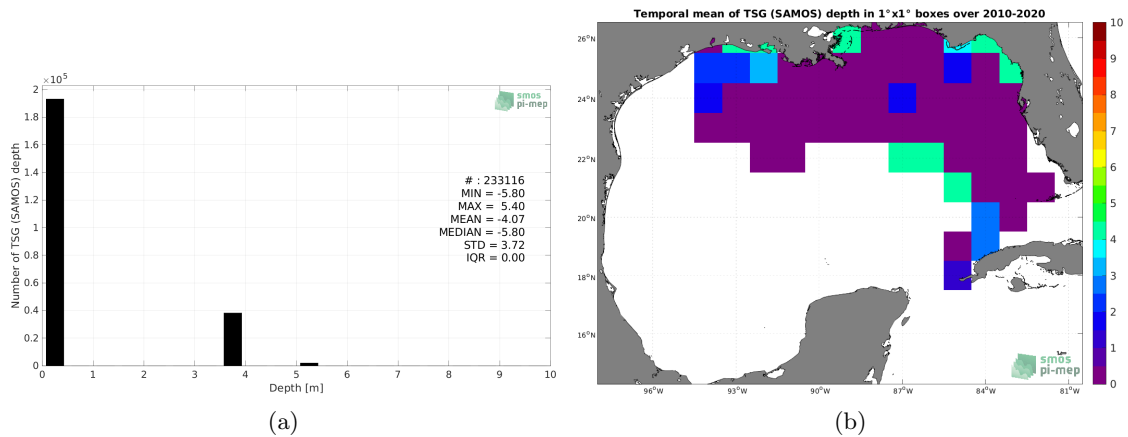 Temporal mean of TSG (SAMOS) depth in 1°x1° boxes over 2010-2020
×10⁵
2
1.8
1.6
1.4
1.2
1
0.8
0.6
0.4
0.2
0
Number of TSG (SAMOS) depth
smos
pi-mep
# : 233116
MIN = -5.80
MAX = 5.40
MEAN = -4.07
MEDIAN = -5.80
STD = 3.72
IQR = 0.00
0 1 2 3 4 5 6 7 8 9 10
Depth [m]
(a)
26°N
24°N
22°N
20°N
18°N
16°N
96°W 93°W 90°W 87°W 84°W 81°W
smos
pi-mep
10
9
8
7
6
5
4
3
2
1
0
(b)